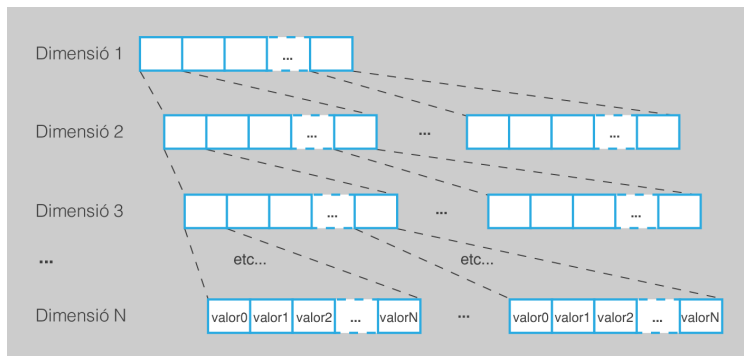 Dimensió 1 ...
Dimensió 2 ... ... ...
Dimensió 3 ... ... ...
... etc... etc...
Dimensió N valor0 valor1 valor2 ... valorN ... valor0 valor1 valor2 ... valorN